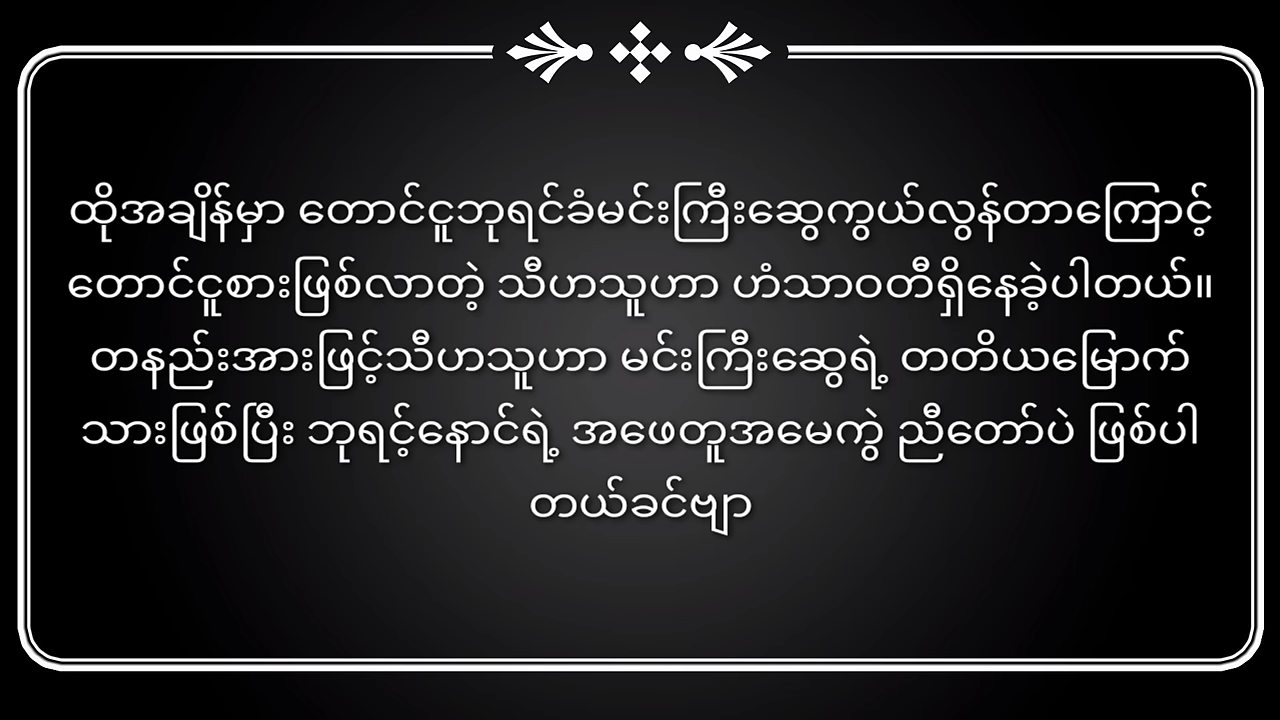 ထိုအချိန်မှာ တောင်ငူဘုရင်ခံမင်းကြီးဆွေကွယ်လွန်တာကြောင့်
တောင်ငူစားဖြစ်လာတဲ့ သီဟသူဟာ ဟံသာဝတီရှိနေခဲ့ပါတယ်။
တနည်းအားဖြင့်သီဟသူဟာ မင်းကြီးဆွေရဲ့ တတိယမြောက်
သားဖြစ်ပြီး ဘုရင့်နောင်ရဲ့ အဖေတူအမေကွဲ ညီတော်ပဲ ဖြစ်ပါ
တယ်ခင်ဗျာ